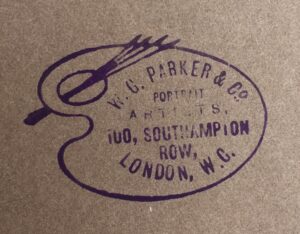 W. G. PARKER & Co.
PORTRAIT
ARTISTS,
100, SOUTHAMPTON
ROW,
LONDON, W.C.